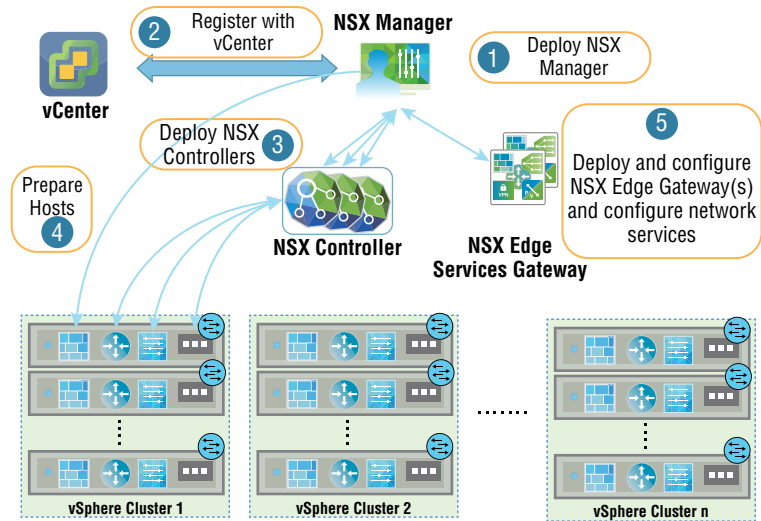 2
Register with
vCenter
NSX Manager
1
Deploy NSX
Manager
vCenter
Deploy NSX
Controllers
3
5
Deploy and configure
NSX Edge Gateway(s)
and configure network
services
Prepare
Hosts
4
VPN
NSX Controller
NSX Edge
Services Gateway
vSphere Cluster 1
vSphere Cluster 2
vSphere Cluster n